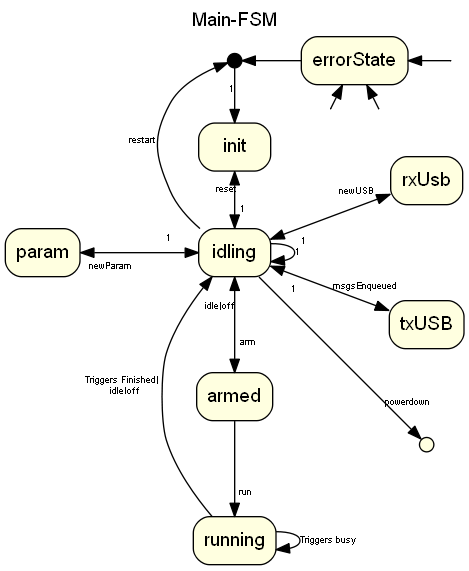 Main-FSM
errorState
1
init
restart
reset
1
newUSB
rxUsb
param
1
newParam
idling
1
1
1
msgsEnqueued
txUSB
idle|off
arm
Triggers Finished|
idle|off
armed
powerdown
run
running
Triggers busy